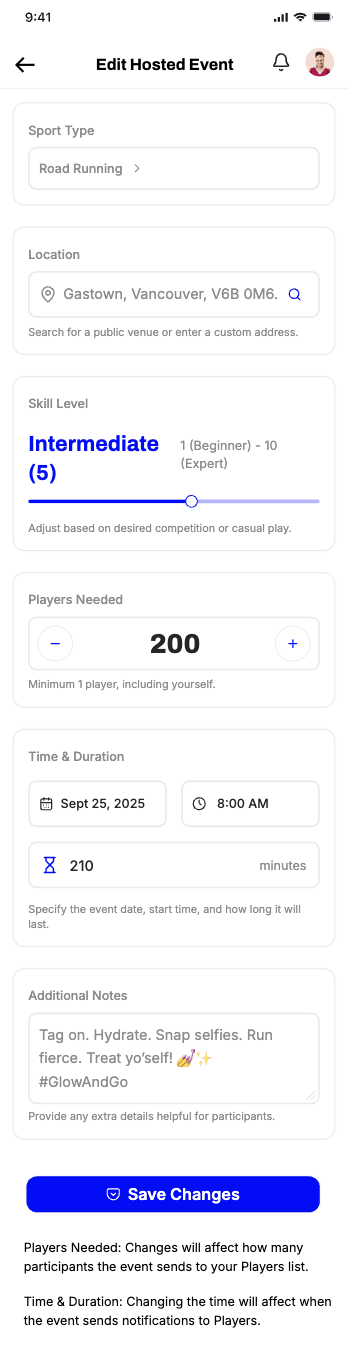 9:41
Edit Hosted Event
Sport Type
Road Running
Location
Gastown, Vancouver, V6B 0M6.
Search for a public venue or enter a custom address.
Skill Level
Intermediate
(5)
1 (Beginner) - 10
(Expert)
Adjust based on desired competition or casual play.
Players Needed
− 200 +
Minimum 1 player, including yourself.
Time & Duration
Sept 25, 2025
8:00 AM
210 minutes
Specify the event date, start time, and how long it will
last.
Additional Notes
Tag on. Hydrate. Snap selfies. Run
fierce. Treat yo’self! 💅✨
#GlowAndGo
Provide any extra details helpful for participants.
Save Changes
Players Needed: Changes will affect how many
participants the event sends to your Players list.
Time & Duration: Changing the time will affect when
the event sends notifications to Players.